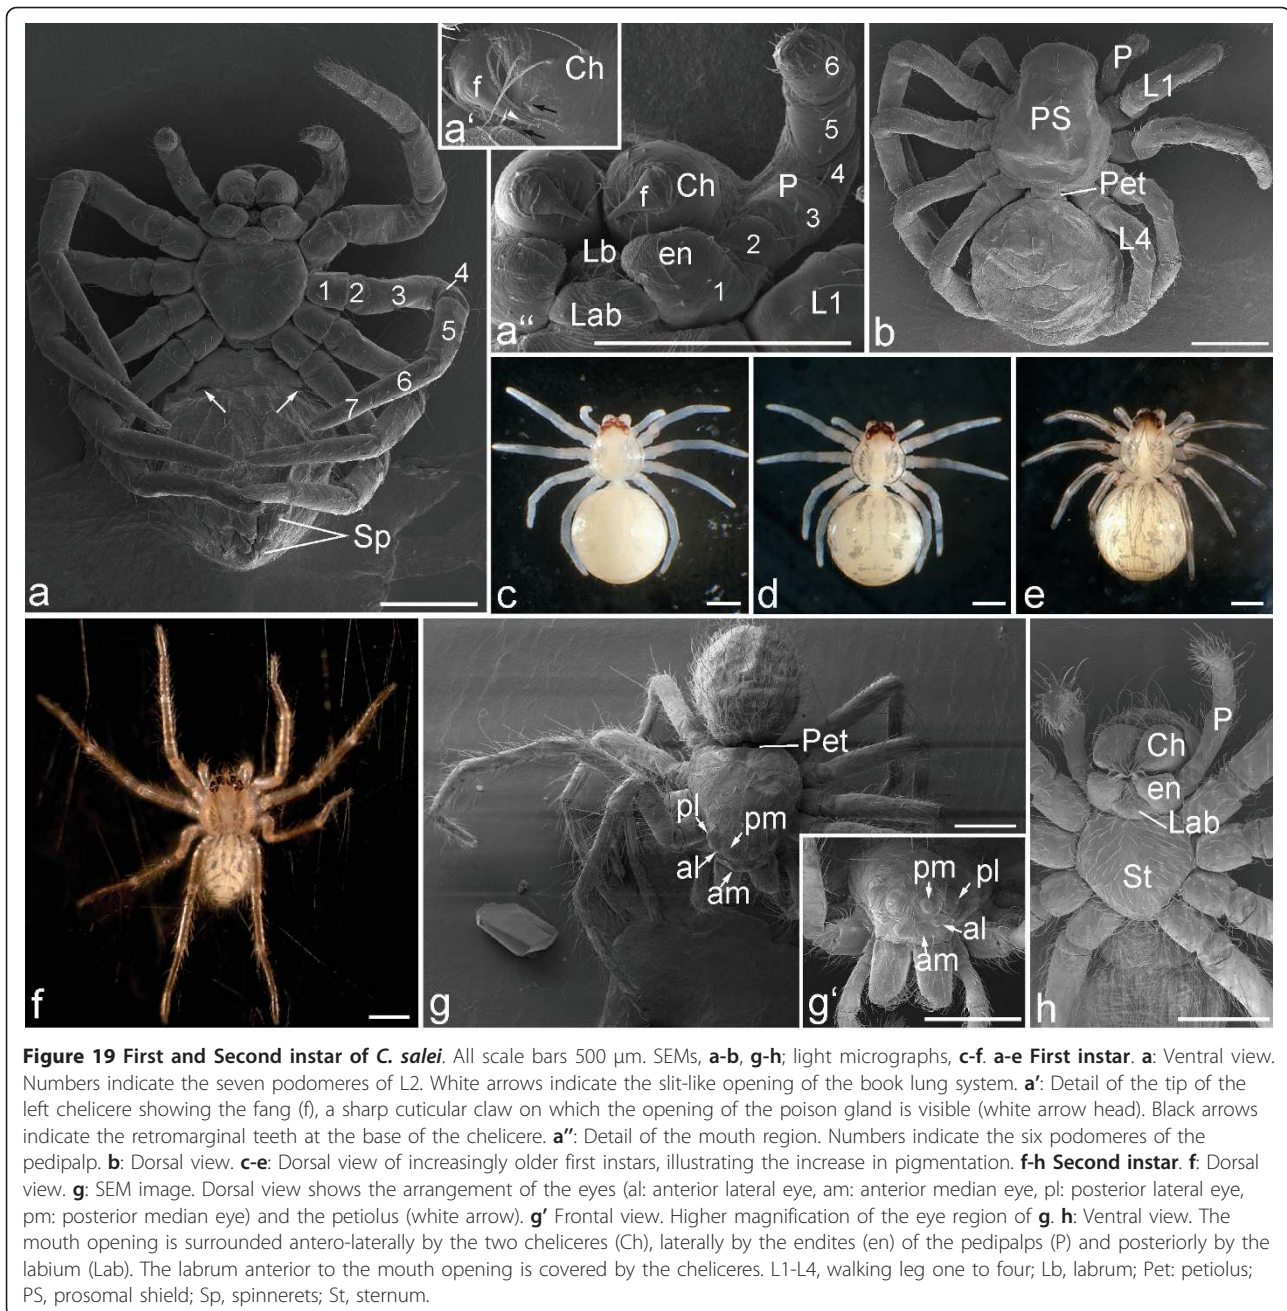 a' f Ch
6
5
P 4
f Ch 3
2
Lb en
1
Lab L1
a"
P
L1
PS
Pet
L4
b
1 2 3 4
5
6
7
Sp
a
c
d
e
f
Pet
pl pm
al
am
g
pm pl
al
am
g'
P
Ch
en
Lab
St
h
Figure 19 First and Second instar of C. salei. All scale bars 500 μm. SEMs, a-b, g-h; light micrographs, c-f. a-e First instar. a: Ventral view.
Numbers indicate the seven podomeres of L2. White arrows indicate the slit-like opening of the book lung system. a': Detail of the tip of the
left chelicere showing the fang (f), a sharp cuticular claw on which the opening of the poison gland is visible (white arrow head). Black arrows
indicate the retromarginal teeth at the base of the chelicere. a'': Detail of the mouth region. Numbers indicate the six podomeres of the
pedipalp. b: Dorsal view. c-e: Dorsal view of increasingly older first instars, illustrating the increase in pigmentation. f-h Second instar. f: Dorsal
view. g: SEM image. Dorsal view shows the arrangement of the eyes (al: anterior lateral eye, am: anterior median eye, pl: posterior lateral eye,
pm: posterior median eye) and the petiolus (white arrow). g' Frontal view. Higher magnification of the eye region of g. h: Ventral view. The
mouth opening is surrounded antero-laterally by the two cheliceres (Ch), laterally by the endites (en) of the pedipalps (P) and posteriorly by the
labium (Lab). The labrum anterior to the mouth opening is covered by the cheliceres. L1-L4, walking leg one to four; Lb, labrum; Pet: petiolus;
PS, prosomal shield; Sp, spinnerets; St, sternum.